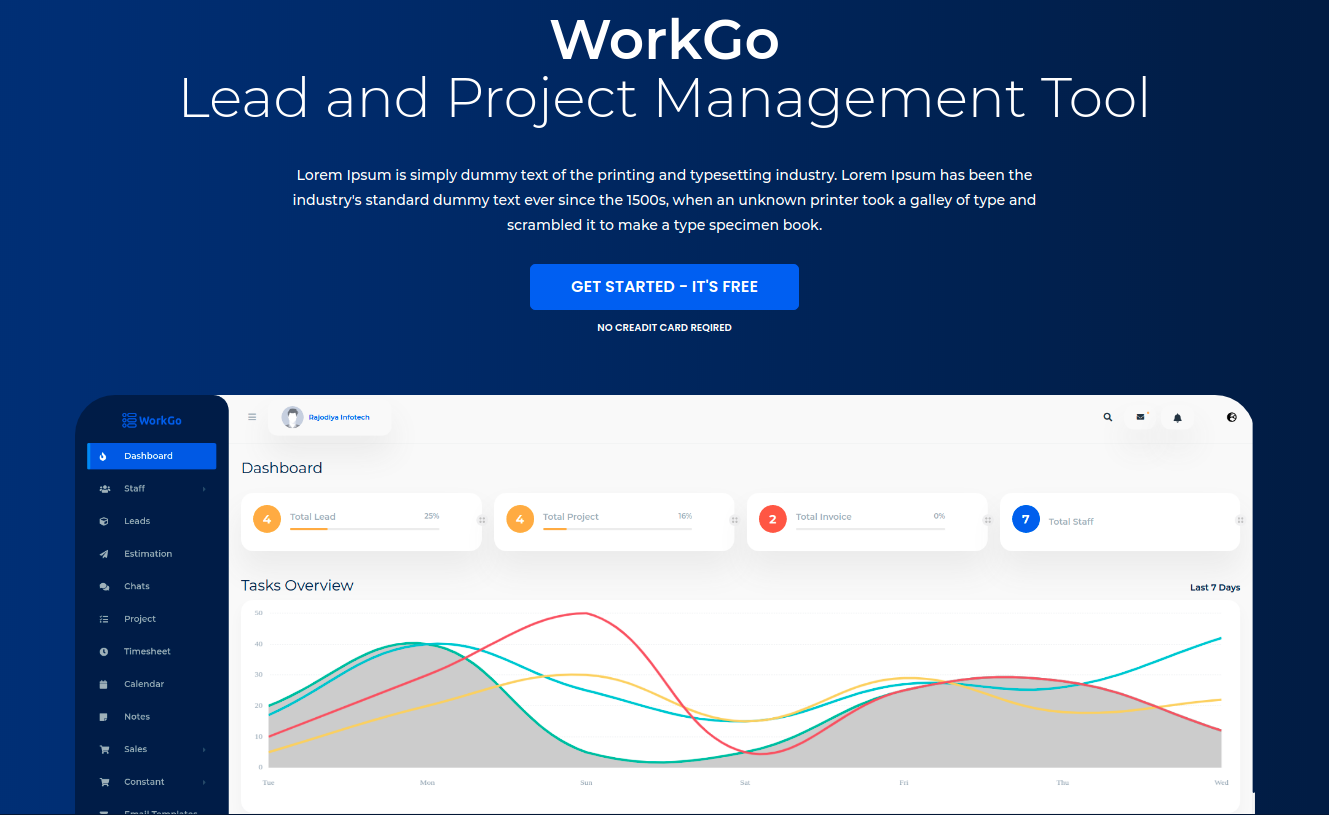 WorkGo
Lead and Project Management Tool
Lorem Ipsum is simply dummy text of the printing and typesetting industry. Lorem Ipsum has been the
industry's standard dummy text ever since the 1500s, when an unknown printer took a galley of type and
scrambled it to make a type specimen book.
GET STARTED - IT'S FREE
NO CREADIT CARD REQIRED
WorkGo
Rajodiya Infotech
Dashboard
Staff
Leads
Estimation
Chats
Project
Timesheet
Calendar
Notes
Sales
Constant
Email Templates
Dashboard
4 Total Lead 25%
4 Total Project 16%
2 Total Invoice 0%
7 Total Staff
Tasks Overview
Last 7 Days
50
40
30
20
10
0
Tue Mon Sun Sat Fri Thu Wed